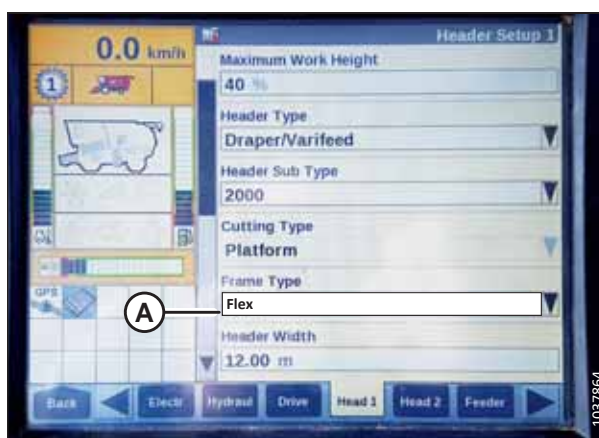 0.0 km/h
Header Setup 1
Maximum Work Height
40 %
1
Header Type
Draper/Varifeed
Header Sub Type
2000
Cutting Type
Platform
Frame Type
GPS
A
Flex
Header Width
12.00 m
Back Electr Hydraul Drive Head 1 Head 2 Feeder
1037864